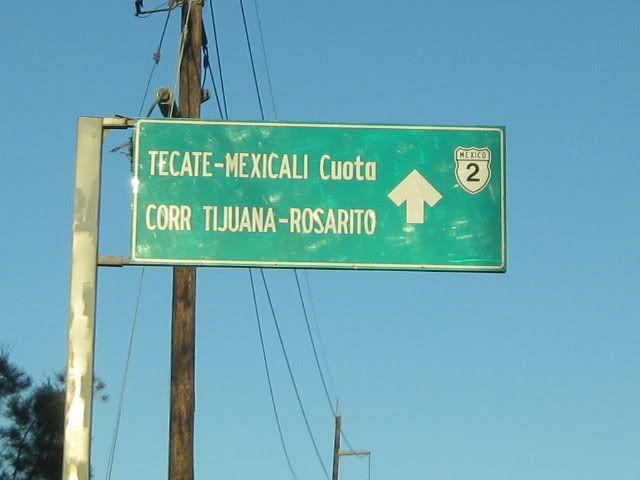 TECATE-MEXICALI Cuota
CORR TIJUANA-ROSARITO
MEXICO
2